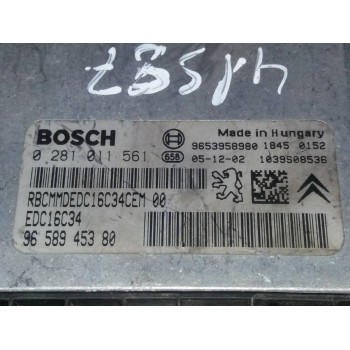 BOSCH
Made in Hungary
9653958980 1845 0152
0 281 011 561
658
05-12-02 1039S08536
RBCMMDEDC16C34CEM 00
EDC16C34
96 589 453 80